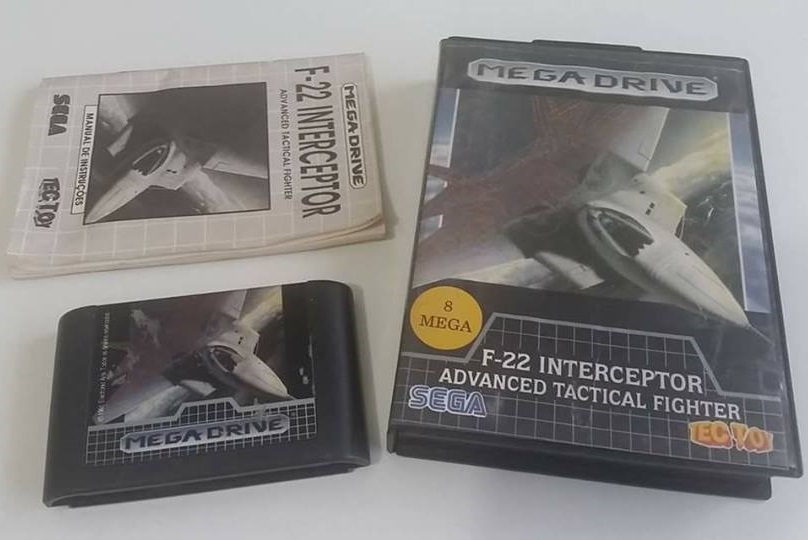 MEGA DRIVE
F-22 INTERCEPTOR
ADVANCED TACTICAL FIGHTER
MANUAL DE INSTRUÇÕES
SEGA
TEC TOY
MEGA DRIVE
8
MEGA
F-22 INTERCEPTOR
ADVANCED TACTICAL FIGHTER
SEGA
TEC TOY
MEGA DRIVE